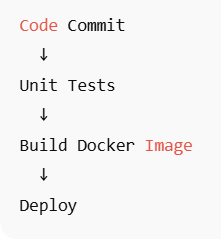 Code Commit
↓
Unit Tests
↓
Build Docker Image
↓
Deploy